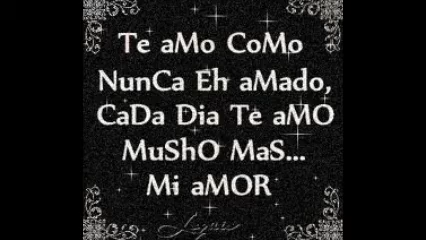 Te aMo CoMo
NunCa Eh aMado,
CaDa Dia Te aMO
MuShO MaS...
Mi aMOR